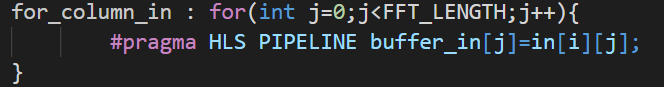 for_column_in : for(int j=0;j<FFT_LENGTH;j++){
#pragma HLS PIPELINE buffer_in[j]=in[i][j];
}